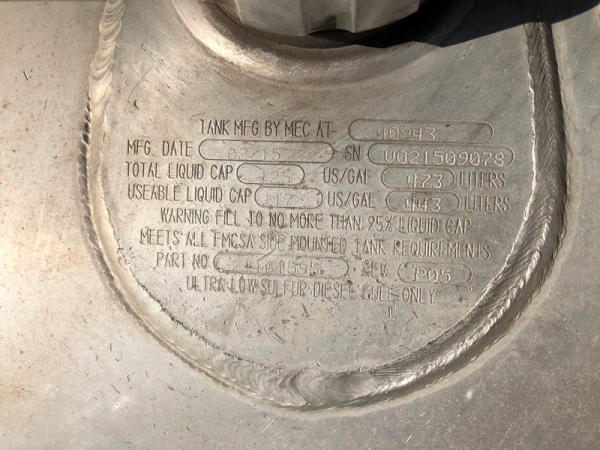 TANK MFG BY MEC AT- 40943
MFG. DATE 02/15 SN U021509078
TOTAL LIQUID CAP 125 US/GAL 473 LITERS
USEABLE LIQUID CAP 117 US/GAL 443 LITERS
WARNING FILL TO NO MORE THAN 95% LIQUID CAP
MEETS ALL FMCSA SIDE MOUNTED TANK REQUIREMENTS
PART NO REV P05
ULTRA LOW SULFUR DIESEL FUEL ONLY